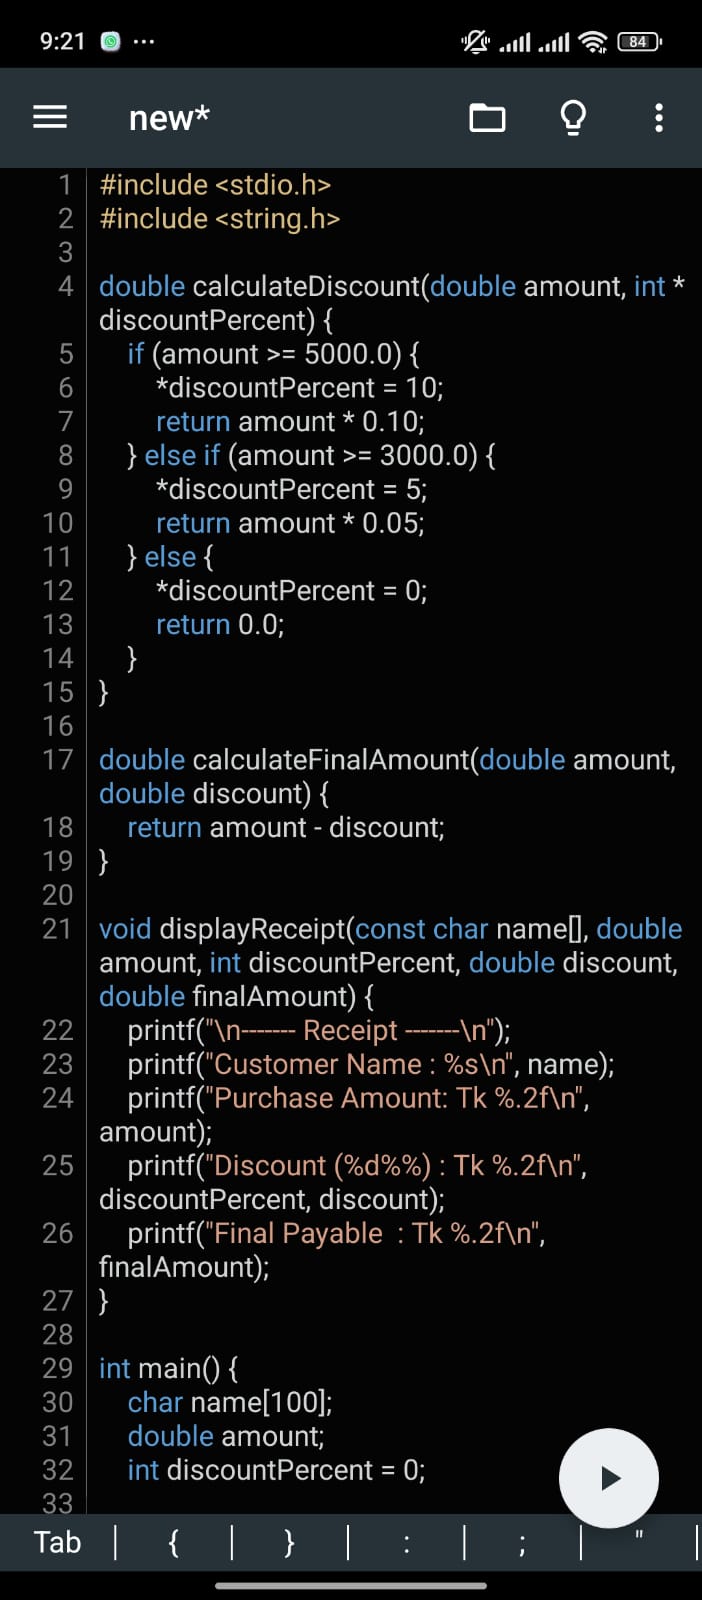 9:21 ...
84
new*
1 #include <stdio.h>
2 #include <string.h>
3
4 double calculateDiscount(double amount, int *
discountPercent) {
5 if (amount >= 5000.0) {
6 *discountPercent = 10;
7 return amount * 0.10;
8 } else if (amount >= 3000.0) {
9 *discountPercent = 5;
10 return amount * 0.05;
11 } else {
12 *discountPercent = 0;
13 return 0.0;
14 }
15 }
16
17 double calculateFinalAmount(double amount,
double discount) {
18 return amount - discount;
19 }
20
21 void displayReceipt(const char name[], double
amount, int discountPercent, double discount,
double finalAmount) {
22 printf("\n------- Receipt -------\n");
23 printf("Customer Name : %s\n", name);
24 printf("Purchase Amount: Tk %.2f\n",
amount);
25 printf("Discount (%d%%) : Tk %.2f\n",
discountPercent, discount);
26 printf("Final Payable  : Tk %.2f\n",
finalAmount);
27 }
28
29 int main() {
30 char name[100];
31 double amount;
32 int discountPercent = 0;
33
Tab | { | } | : | ; | " |